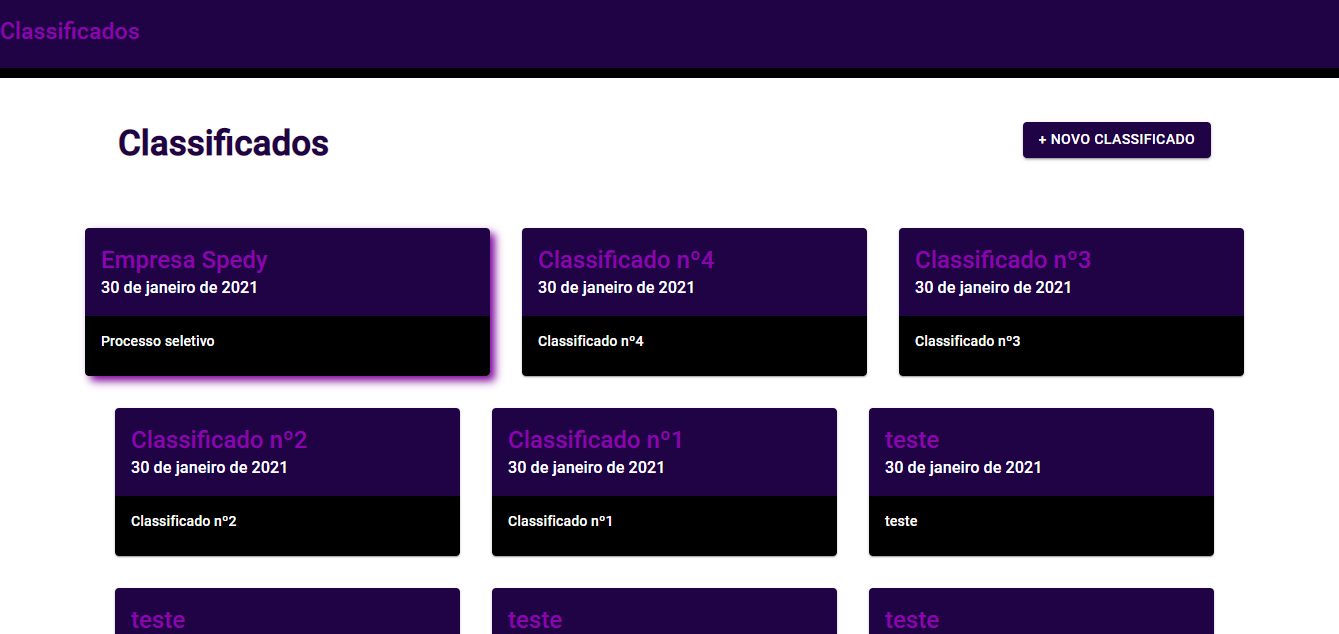 Classificados
Classificados
+ NOVO CLASSIFICADO
Empresa Spedy
30 de janeiro de 2021
Processo seletivo
Classificado nº4
30 de janeiro de 2021
Classificado nº4
Classificado nº3
30 de janeiro de 2021
Classificado nº3
Classificado nº2
30 de janeiro de 2021
Classificado nº2
Classificado nº1
30 de janeiro de 2021
Classificado nº1
teste
30 de janeiro de 2021
teste
teste
teste
teste